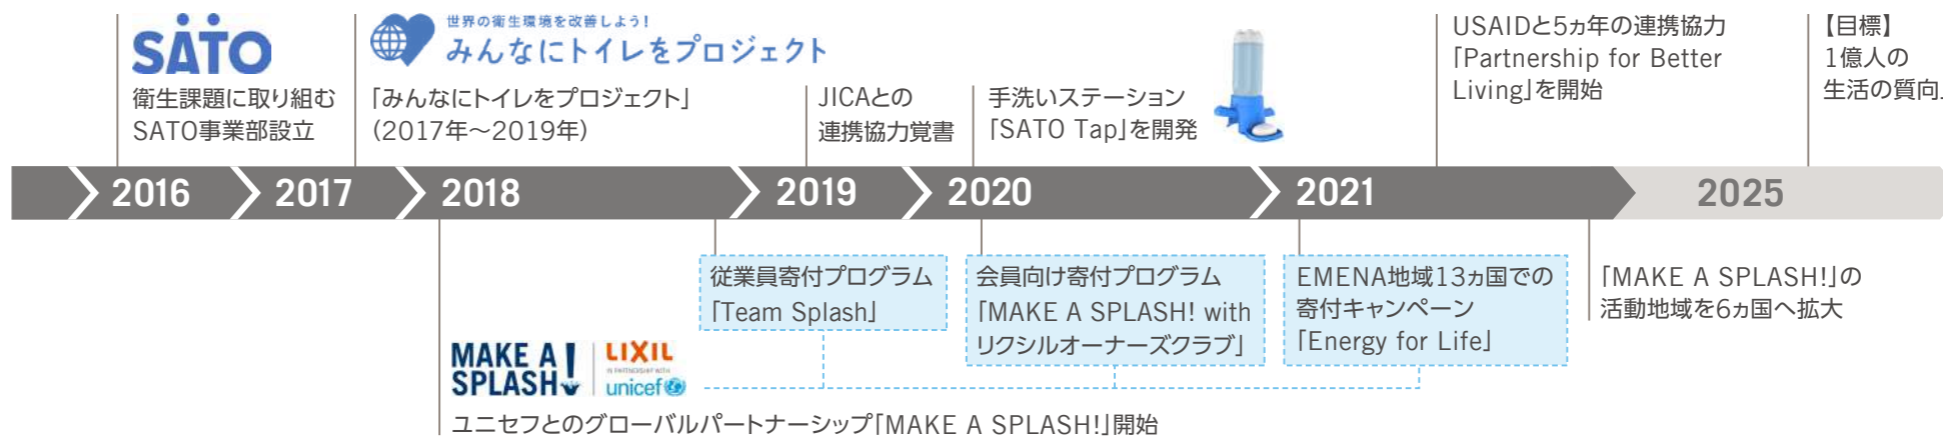 SATO
衛生課題に取り組む
SATO事業部設立
世界の衛生環境を改善しよう!
みんなにトイレをプロジェクト
「みんなにトイレをプロジェクト」
(2017年～2019年)
JICAとの
連携協力覚書
手洗いステーション
「SATO Tap」を開発
USAIDと5ヵ年の連携協力
「Partnership for Better
Living」を開始
【目標】
1億人の
生活の質向
2016
2017
2018
2019
2020
2021
2025
従業員寄付プログラム
「Team Splash」
会員向け寄付プログラム
「MAKE A SPLASH! with
リクシルオーナーズクラブ」
EMENA地域13ヵ国での
寄付キャンペーン
「Energy for Life」
「MAKE A SPLASH!」の
活動地域を6ヵ国へ拡大
MAKE A
SPLASH!
LIXIL
IN PARTNERSHIP WITH
unicef
ユニセフとのグローバルパートナーシップ「MAKE A SPLASH!」開始